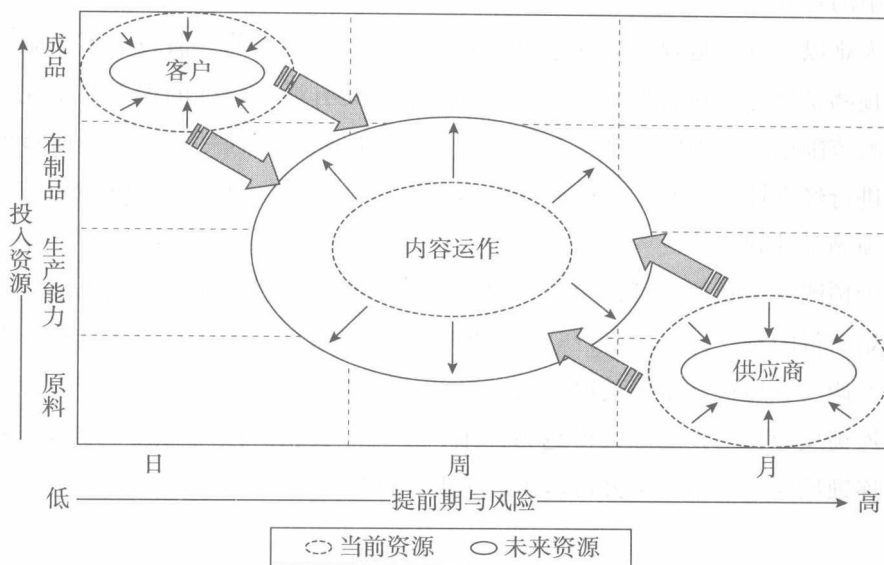 成品
在制品
生产能力
原料
投入资源
客户
内容运作
供应商
日
周
月
低
提前期与风险
高
当前资源
未来资源